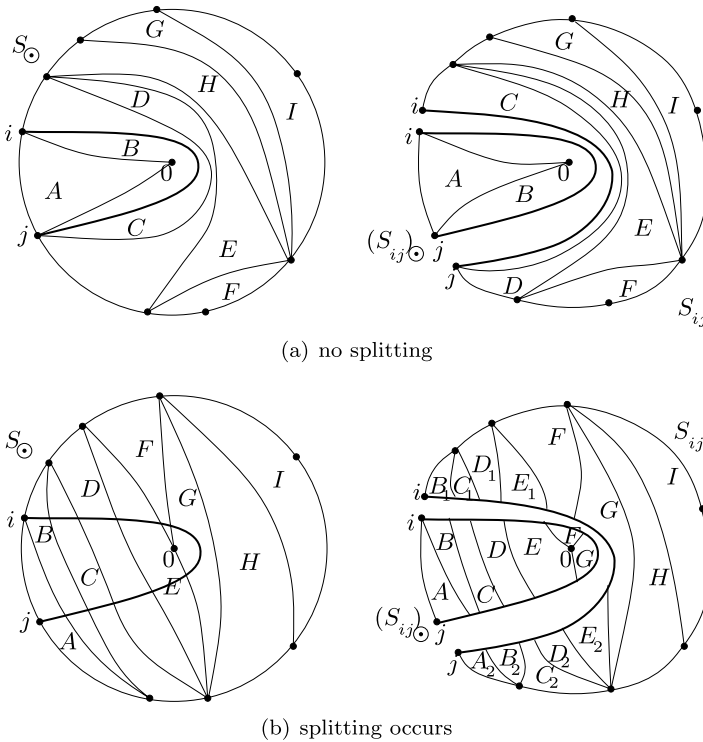 S⊙
G
H
I
D
i
B
0
A
j
C
E
F
G
H
I
C
i
i
0
A
B
(S_ij)⊙
j
j
E
D
F
S_ij
(a) no splitting
S⊙
F
D
G
I
i
B
0
H
C
E
j
A
F
S_ij
D_1
I
i
B_1
C_1
E_1
G
i
B
D
E
F
0
G
H
A
C
(S_ij)⊙
j
j
A_2
B_2
C_2
D_2
E_2
(b) splitting occurs